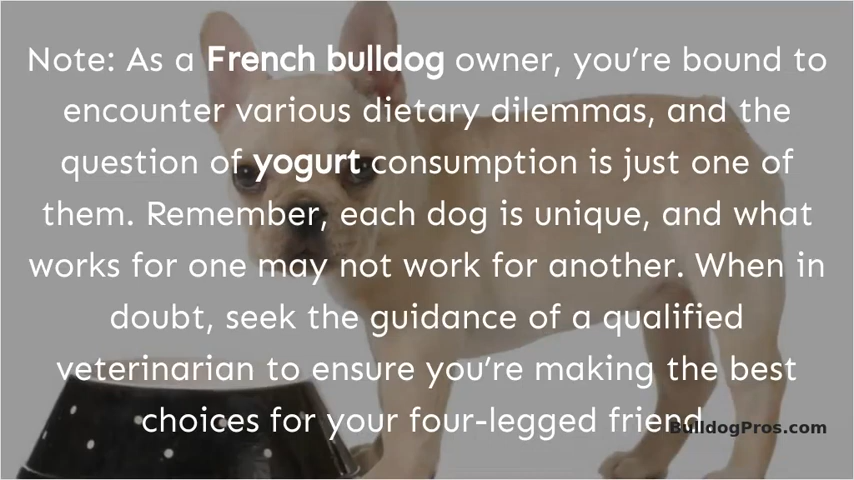 Note: As a French bulldog owner, you’re bound to
encounter various dietary dilemmas, and the
question of yogurt consumption is just one of
them. Remember, each dog is unique, and what
works for one may not work for another. When in
doubt, seek the guidance of a qualified
veterinarian to ensure you’re making the best
choices for your four-legged friend.
BulldogPros.com